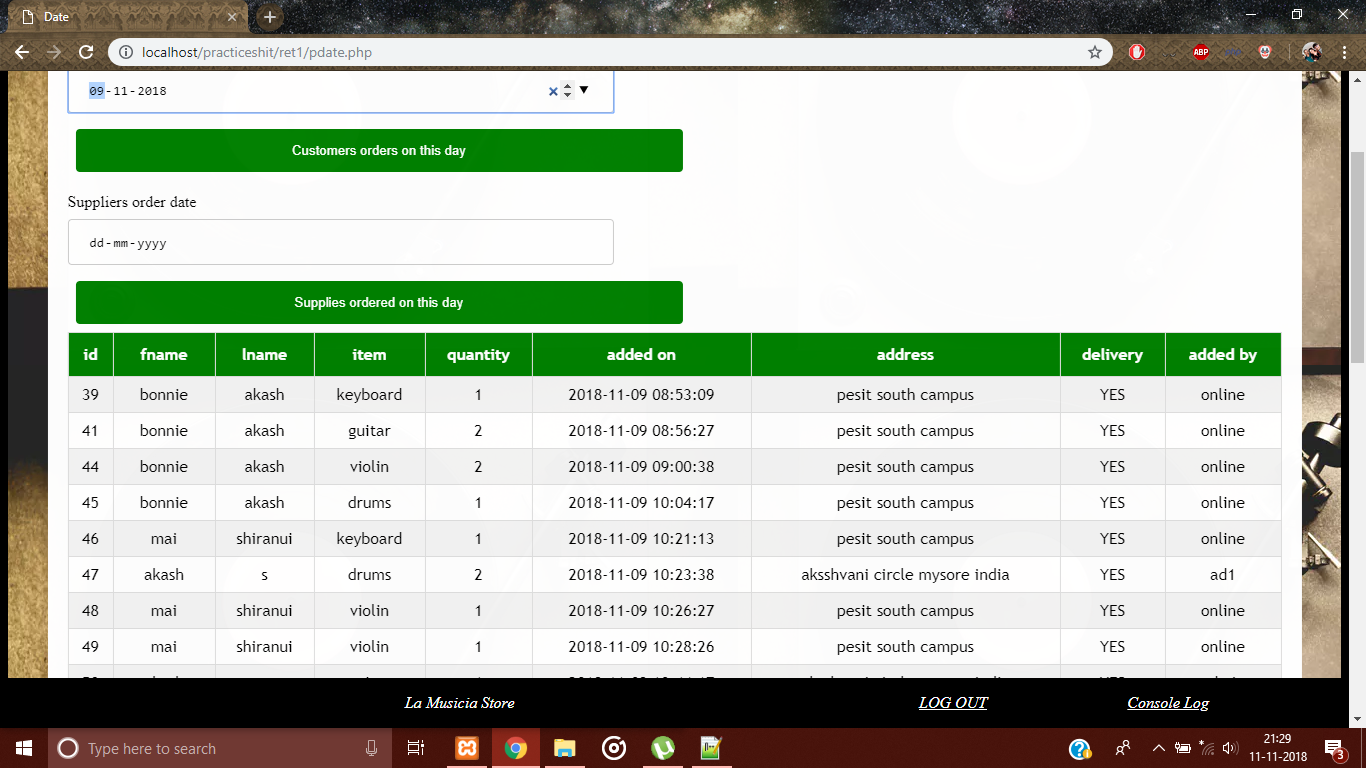 Date
localhost/practiceshit/ret1/pdate.php
ABP
09-11-2018
Customers orders on this day
Suppliers order date
dd-mm-yyyy
Supplies ordered on this day
id fname lname item quantity added on address delivery added by
39 bonnie akash keyboard 1 2018-11-09 08:53:09 pesit south campus YES online
41 bonnie akash guitar 2 2018-11-09 08:56:27 pesit south campus YES online
44 bonnie akash violin 2 2018-11-09 09:00:38 pesit south campus YES online
45 bonnie akash drums 1 2018-11-09 10:04:17 pesit south campus YES online
46 mai shiranui keyboard 1 2018-11-09 10:21:13 pesit south campus YES online
47 akash s drums 2 2018-11-09 10:23:38 aksshvani circle mysore india YES ad1
48 mai shiranui violin 1 2018-11-09 10:26:27 pesit south campus YES online
49 mai shiranui violin 1 2018-11-09 10:28:26 pesit south campus YES online
La Musicia Store LOG OUT Console Log
Type here to search
21:29
11-11-2018
3